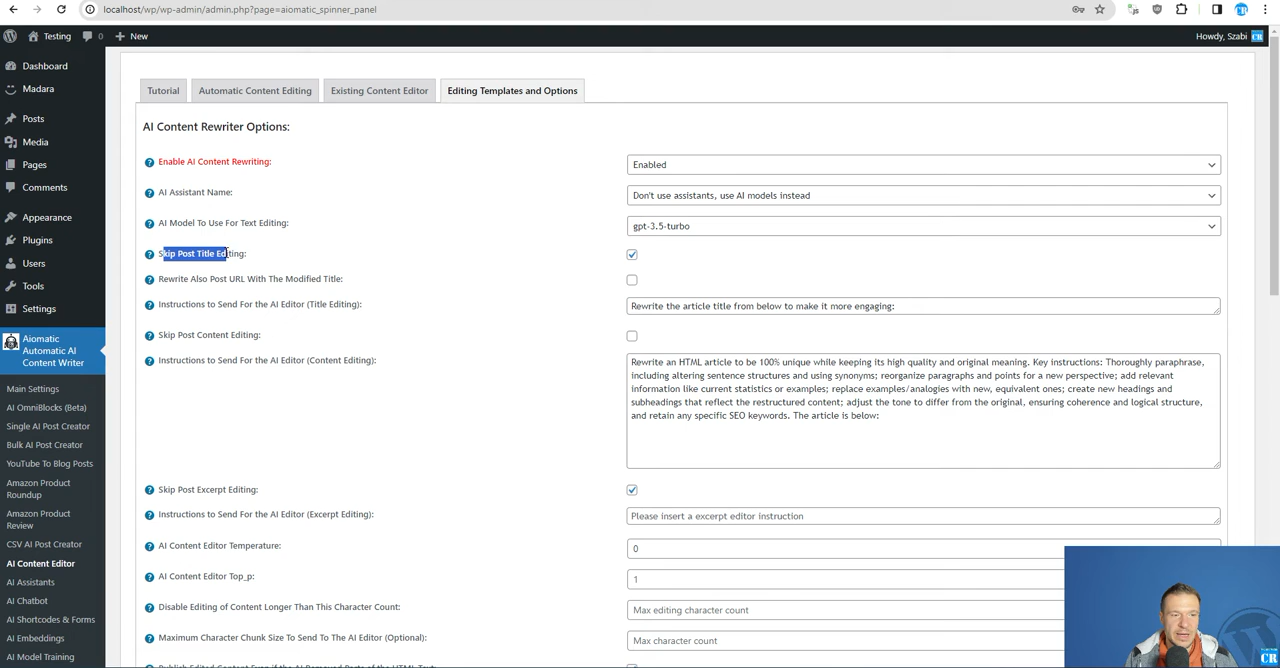 localhost/wp/wp-admin/admin.php?page=aiomatic_spinner_panel
Testing
0
New
Howdy, Szabi
Dashboard
Madara
Posts
Media
Pages
Comments
Appearance
Plugins
Users
Tools
Settings
Aiomatic
Automatic AI
Content Writer
Main Settings
AI OmniBlocks (Beta)
Single AI Post Creator
Bulk AI Post Creator
YouTube To Blog Posts
Amazon Product
Roundup
Amazon Product
Review
CSV AI Post Creator
AI Content Editor
AI Assistants
AI Chatbot
AI Shortcodes & Forms
AI Embeddings
AI Model Training
Tutorial
Automatic Content Editing
Existing Content Editor
Editing Templates and Options
AI Content Rewriter Options:
Enable AI Content Rewriting:
Enabled
AI Assistant Name:
Don't use assistants, use AI models instead
AI Model To Use For Text Editing:
gpt-3.5-turbo
Skip Post Title Editing:
Rewrite Also Post URL With The Modified Title:
Instructions to Send For the AI Editor (Title Editing):
Rewrite the article title from below to make it more engaging:
Skip Post Content Editing:
Instructions to Send For the AI Editor (Content Editing):
Rewrite an HTML article to be 100% unique while keeping its high quality and original meaning. Key instructions: Thoroughly paraphrase,
including altering sentence structures and using synonyms; reorganize paragraphs and points for a new perspective; add relevant
information like current statistics or examples; replace examples/analogies with new, equivalent ones; create new headings and
subheadings that reflect the restructured content; adjust the tone to differ from the original, ensuring coherence and logical structure,
and retain any specific SEO keywords. The article is below:
Skip Post Excerpt Editing:
Instructions to Send For the AI Editor (Excerpt Editing):
Please insert a excerpt editor instruction
AI Content Editor Temperature:
0
AI Content Editor Top_p:
1
Disable Editing of Content Longer Than This Character Count:
Max editing character count
Maximum Character Chunk Size To Send To The AI Editor (Optional):
Max character count
Publish Edited Content Even if the AI Removed Parts of the HTML Text:
CR